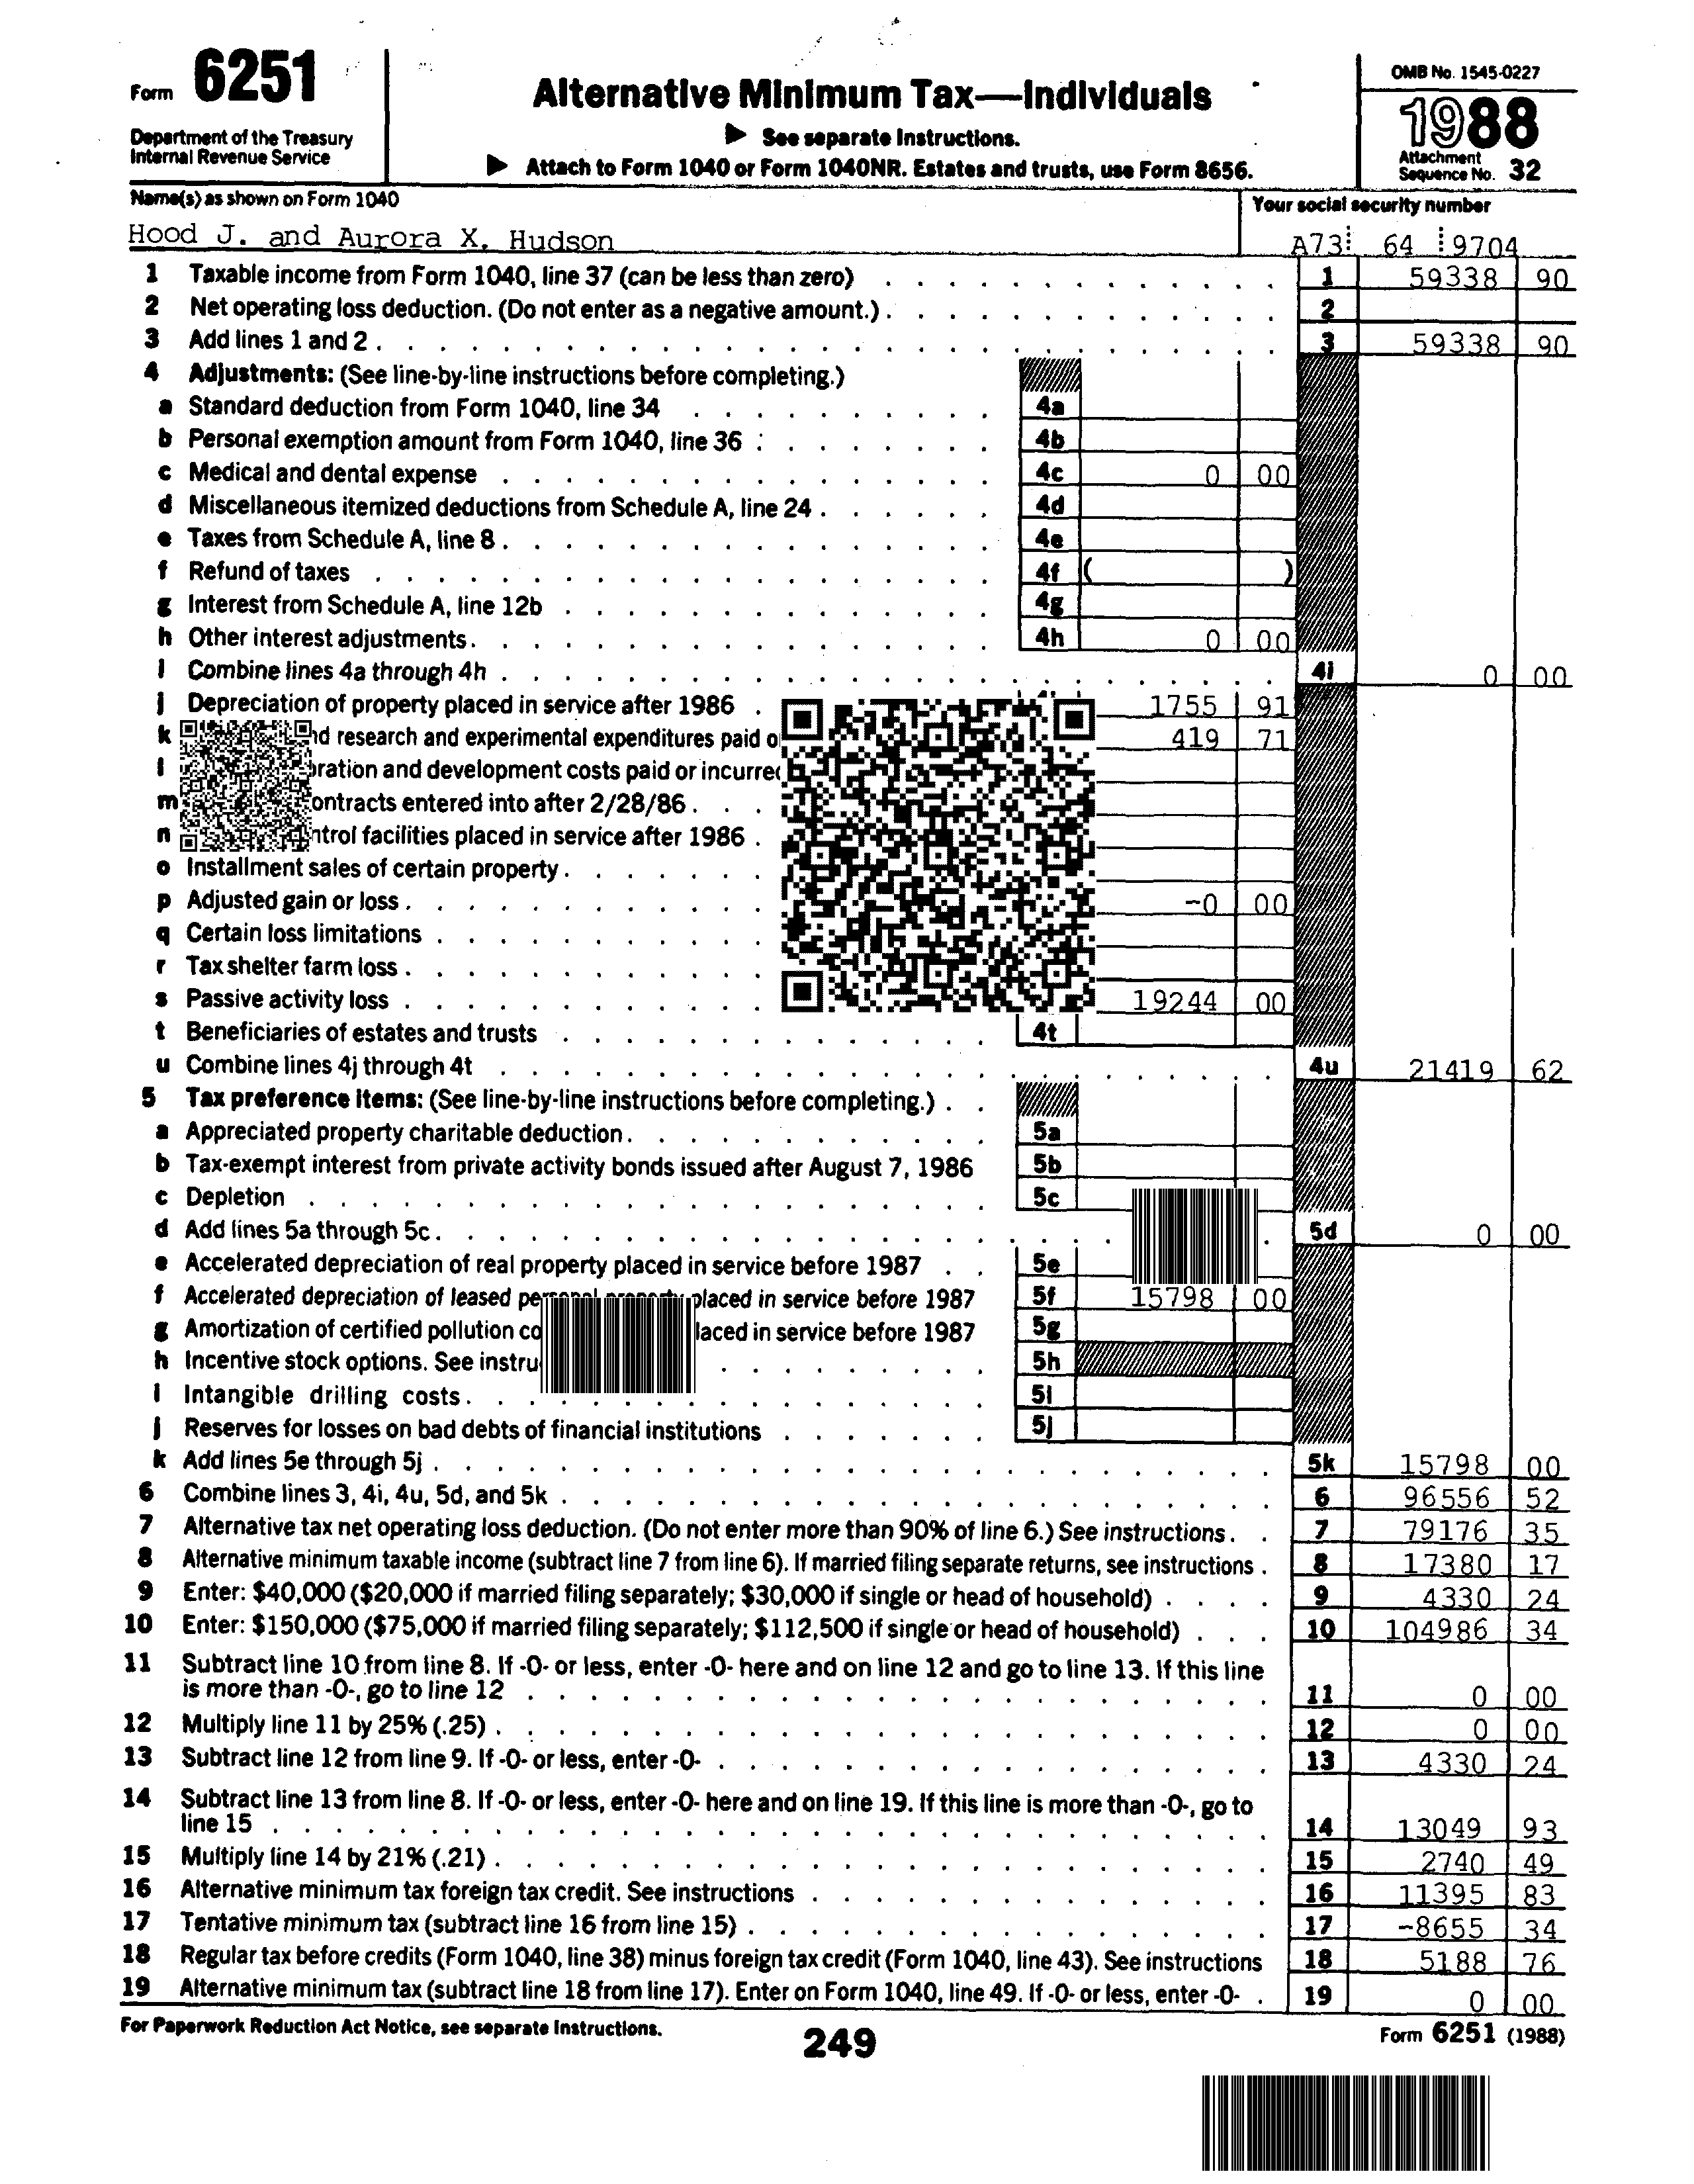 Form 6251
Department of the Treasury
Internal Revenue Service
Alternative Minimum Tax—Individuals
▶ See separate Instructions.
▶ Attach to Form 1040 or Form 1040NR. Estates and trusts, use Form 8656.
OMB No. 1545-0227
1988
Attachment
Sequence No. 32
Name(s) as shown on Form 1040
Your social security number
Hood J. and Aurora X. Hudson A73 64 9704
1 Taxable income from Form 1040, line 37 (can be less than zero) 1 59338 90
2 Net operating loss deduction. (Do not enter as a negative amount.) 2
3 Add lines 1 and 2 3 59338 90
4 Adjustments: (See line-by-line instructions before completing.)
a Standard deduction from Form 1040, line 34 4a
b Personal exemption amount from Form 1040, line 36 4b
c Medical and dental expense 4c 0 00
d Miscellaneous itemized deductions from Schedule A, line 24 4d
e Taxes from Schedule A, line 8 4e
f Refund of taxes 4f ( )
g Interest from Schedule A, line 12b 4g
h Other interest adjustments 4h 0 00
i Combine lines 4a through 4h 4i 0 00
j Depreciation of property placed in service after 1986 1755 91
k research and experimental expenditures paid 419 71
l and development costs paid or
m entered into after 2/28/86
n facilities placed in service after 1986
o Installment sales of certain property
p Adjusted gain or loss -0 00
q Certain loss limitations
r Tax shelter farm loss
s Passive activity loss 19244 00
t Beneficiaries of estates and trusts 4t
u Combine lines 4j through 4t 4u 21419 62
5 Tax preference items: (See line-by-line instructions before completing.)
a Appreciated property charitable deduction 5a
b Tax-exempt interest from private activity bonds issued after August 7, 1986 5b
c Depletion 5c
d Add lines 5a through 5c 5d 0 00
e Accelerated depreciation of real property placed in service before 1987 5e
f Accelerated depreciation of leased placed in service before 1987 5f 15798 00
g Amortization of certified pollution in service before 1987 5g
h Incentive stock options. See 5h
i Intangible drilling costs 5i
j Reserves for losses on bad debts of financial institutions 5j
k Add lines 5e through 5j 5k 15798 00
6 Combine lines 3, 4i, 4u, 5d, and 5k 6 96556 52
7 Alternative tax net operating loss deduction. (Do not enter more than 90% of line 6.) See instructions 7 79176 35
8 Alternative minimum taxable income (subtract line 7 from line 6). If married filing separate returns, see instructions 8 17380 17
9 Enter: $40,000 ($20,000 if married filing separately; $30,000 if single or head of household) 9 4330 24
10 Enter: $150,000 ($75,000 if married filing separately; $112,500 if single or head of household) 10 104986 34
11 Subtract line 10 from line 8. If -0- or less, enter -0- here and on line 12 and go to line 13. If this line
is more than -0-, go to line 12 11 0 00
12 Multiply line 11 by 25% (.25) 12 0 00
13 Subtract line 12 from line 9. If -0- or less, enter -0- 13 4330 24
14 Subtract line 13 from line 8. If -0- or less, enter -0- here and on line 19. If this line is more than -0-, go to
line 15 14 13049 93
15 Multiply line 14 by 21% (.21) 15 2740 49
16 Alternative minimum tax foreign tax credit. See instructions 16 11395 83
17 Tentative minimum tax (subtract line 16 from line 15) 17 -8655 34
18 Regular tax before credits (Form 1040, line 38) minus foreign tax credit (Form 1040, line 43). See instructions 18 5188 76
19 Alternative minimum tax (subtract line 18 from line 17). Enter on Form 1040, line 49. If -0- or less, enter -0- 19 0 00
For Paperwork Reduction Act Notice, see separate Instructions.
249
Form 6251 (1988)